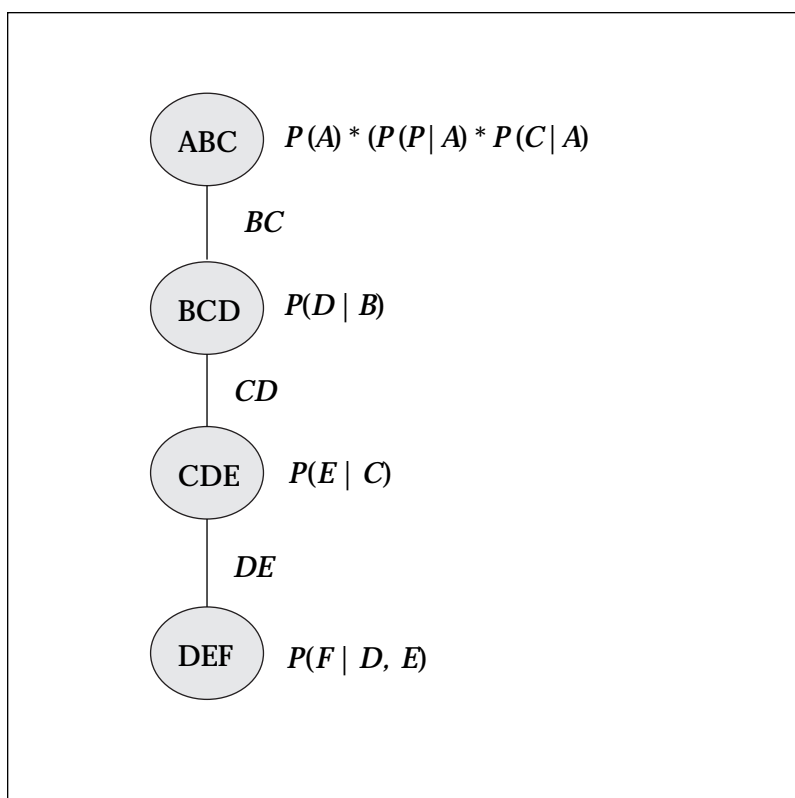 ABC P(A) * (P(P | A) * P(C | A)
BC
BCD P(D | B)
CD
CDE P(E | C)
DE
DEF P(F | D, E)